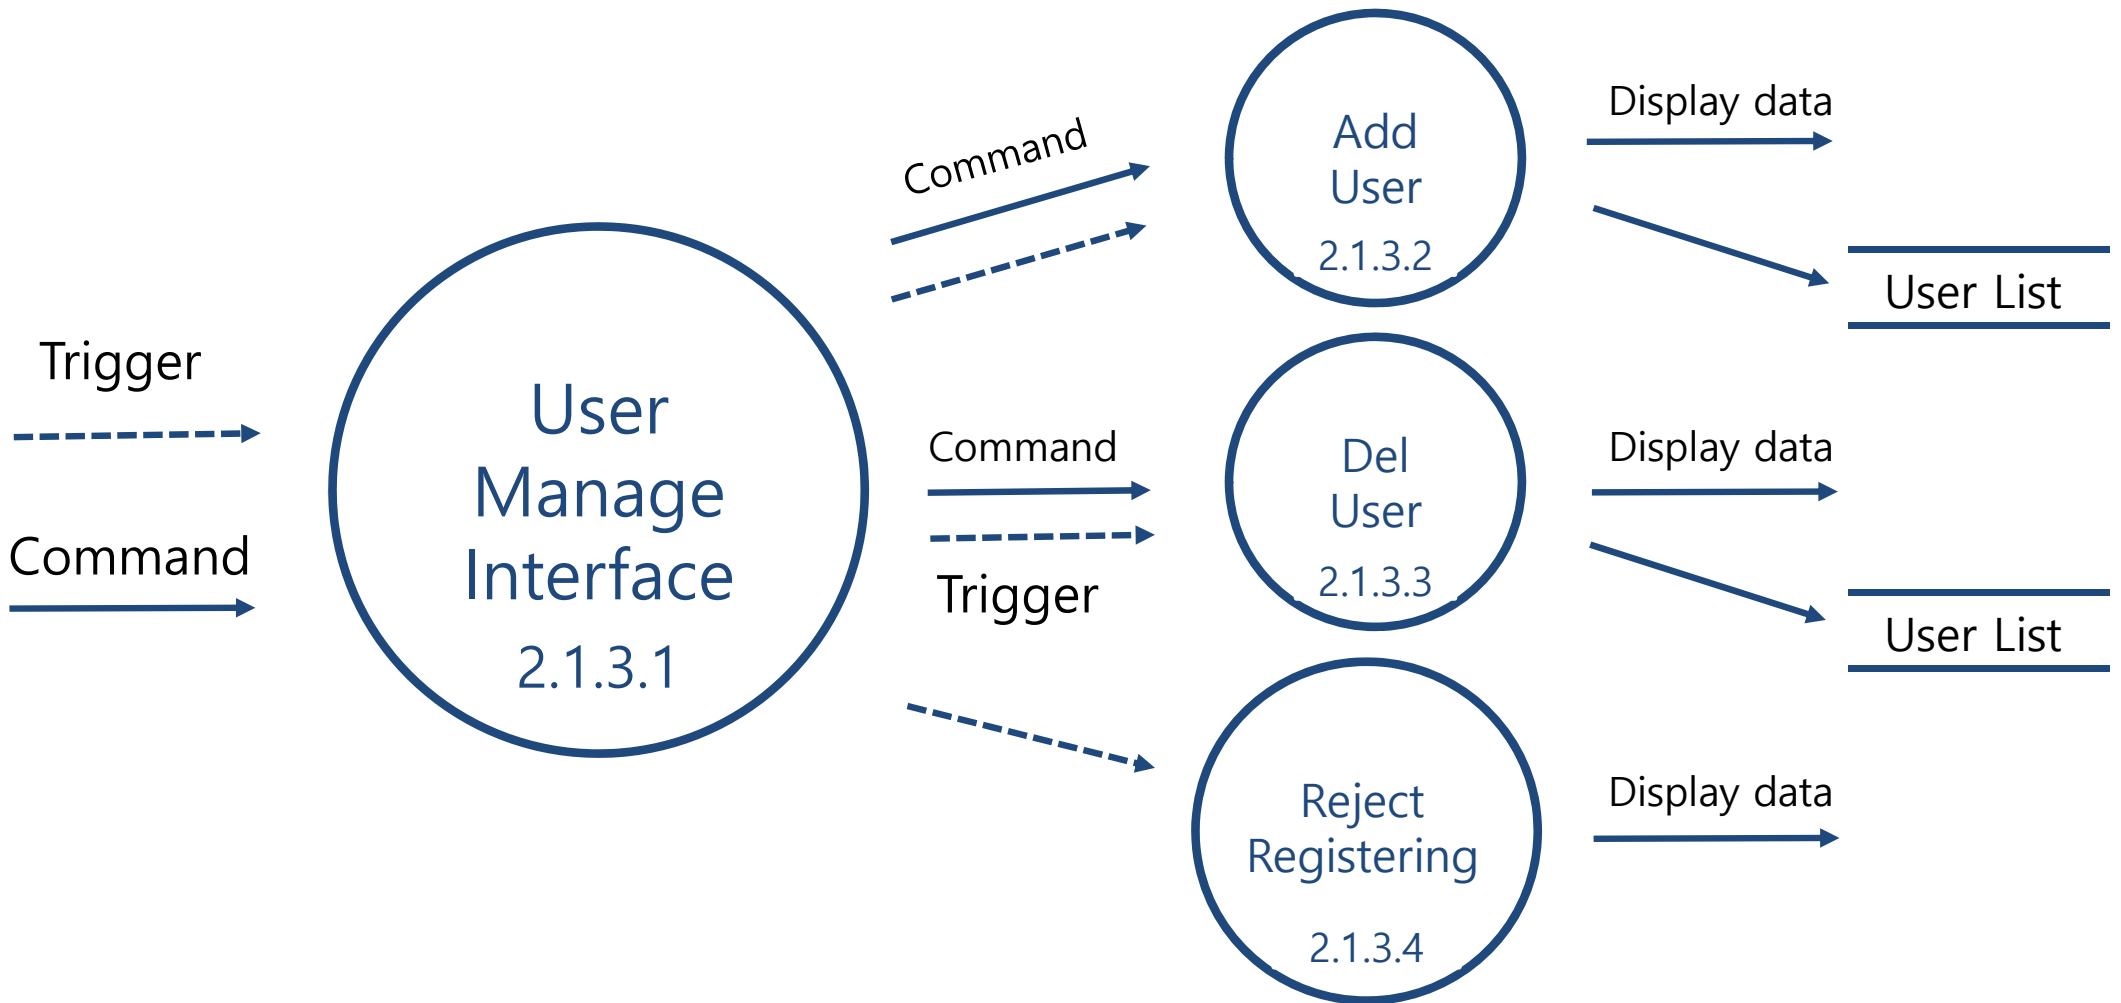 Trigger
Command
User
Manage
Interface
2.1.3.1
Command
Command
Trigger
Add
User
2.1.3.2
Del
User
2.1.3.3
Reject
Registering
2.1.3.4
Display data
User List
Display data
User List
Display data